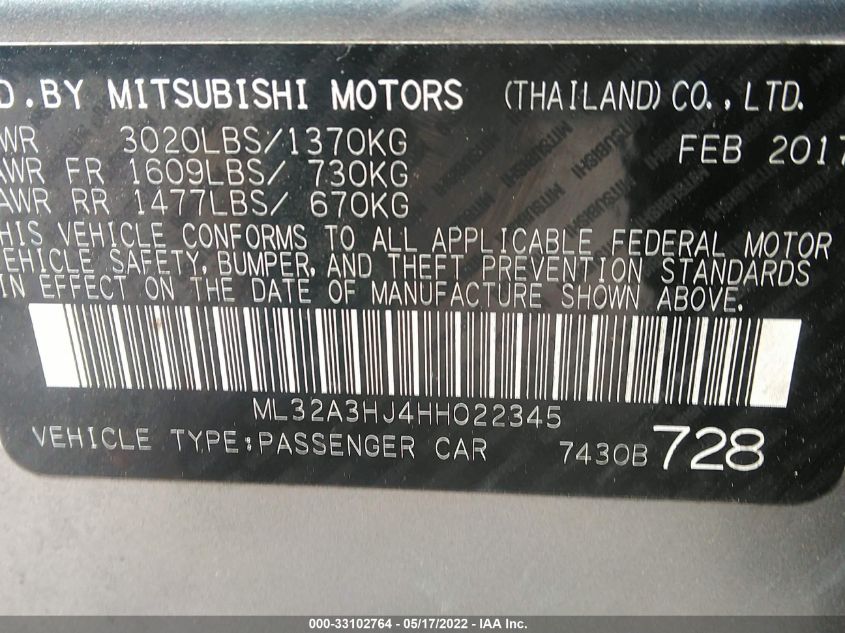 D. BY MITSUBISHI MOTORS (THAILAND) CO., LTD.
WR 3020LBS/1370KG FEB 2017
AWR FR 1609LBS/ 730KG
AWR RR 1477LBS/ 670KG
HIS VEHICLE CONFORMS TO ALL APPLICABLE FEDERAL MOTOR
EHICLE SAFETY, BUMPER, AND THEFT PREVENTION STANDARDS
IN EFFECT ON THE DATE OF MANUFACTURE SHOWN ABOVE.
ML32A3HJ4HH022345
VEHICLE TYPE:PASSENGER CAR 7430B 728
000-33102764 - 05/17/2022 - IAA Inc.